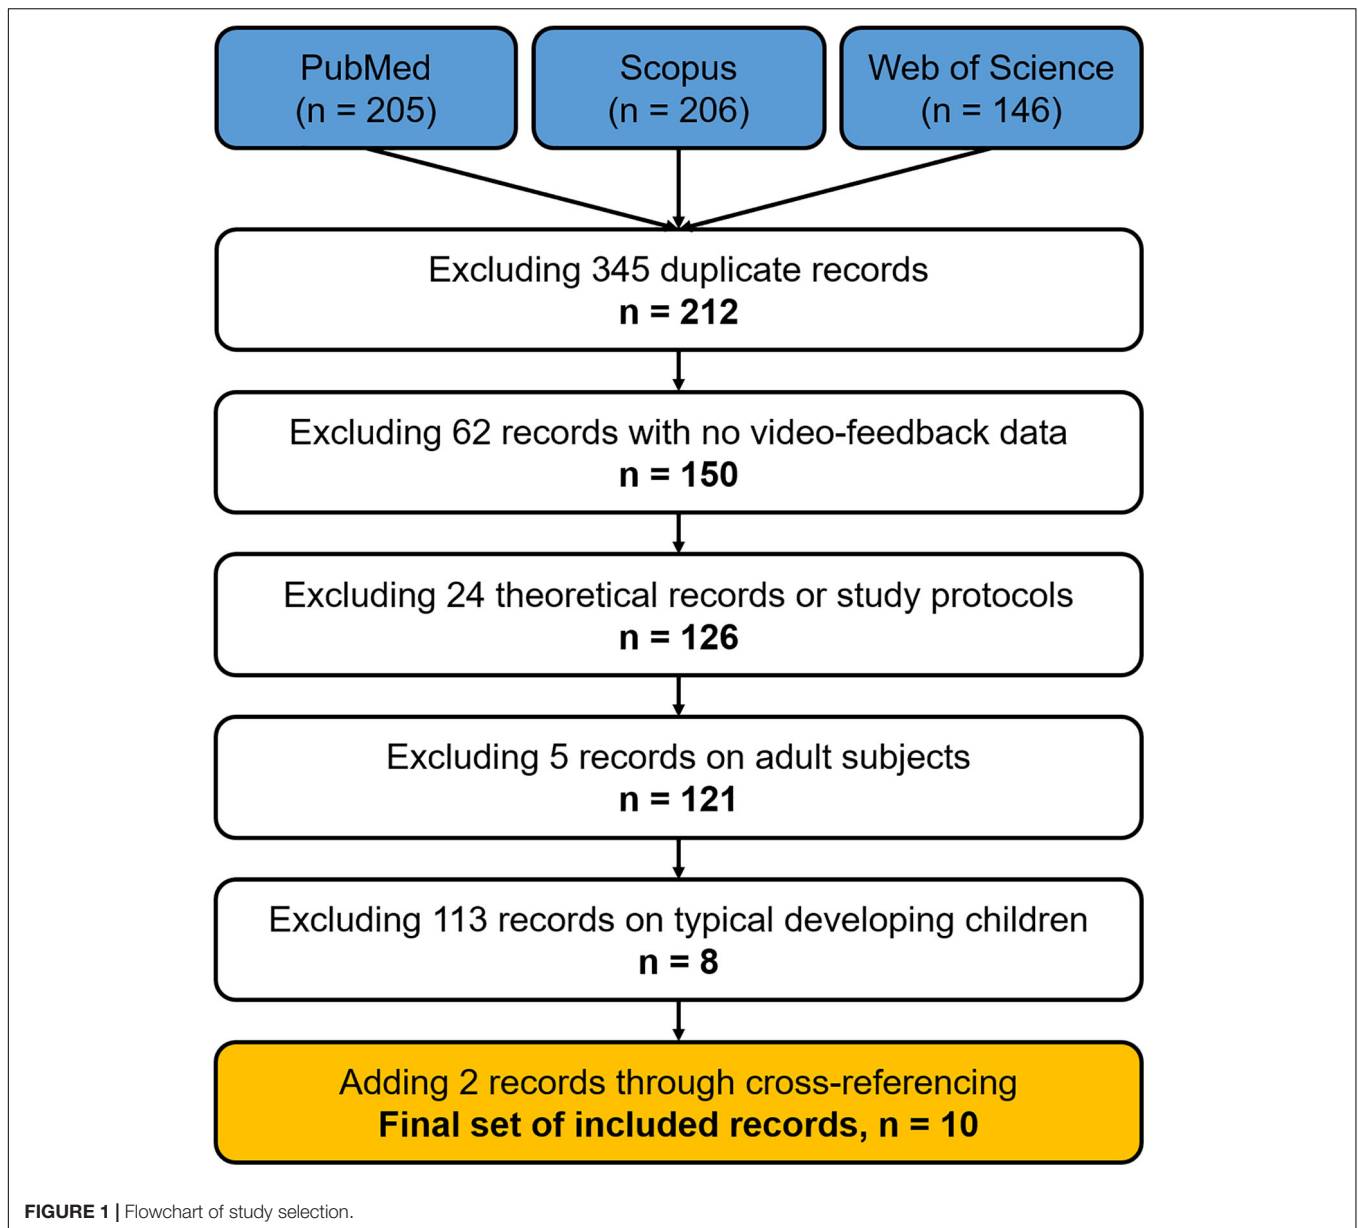 PubMed
(n = 205)
Scopus
(n = 206)
Web of Science
(n = 146)
Excluding 345 duplicate records
n = 212
Excluding 62 records with no video-feedback data
n = 150
Excluding 24 theoretical records or study protocols
n = 126
Excluding 5 records on adult subjects
n = 121
Excluding 113 records on typical developing children
n = 8
Adding 2 records through cross-referencing
Final set of included records, n = 10
FIGURE 1 | Flowchart of study selection.